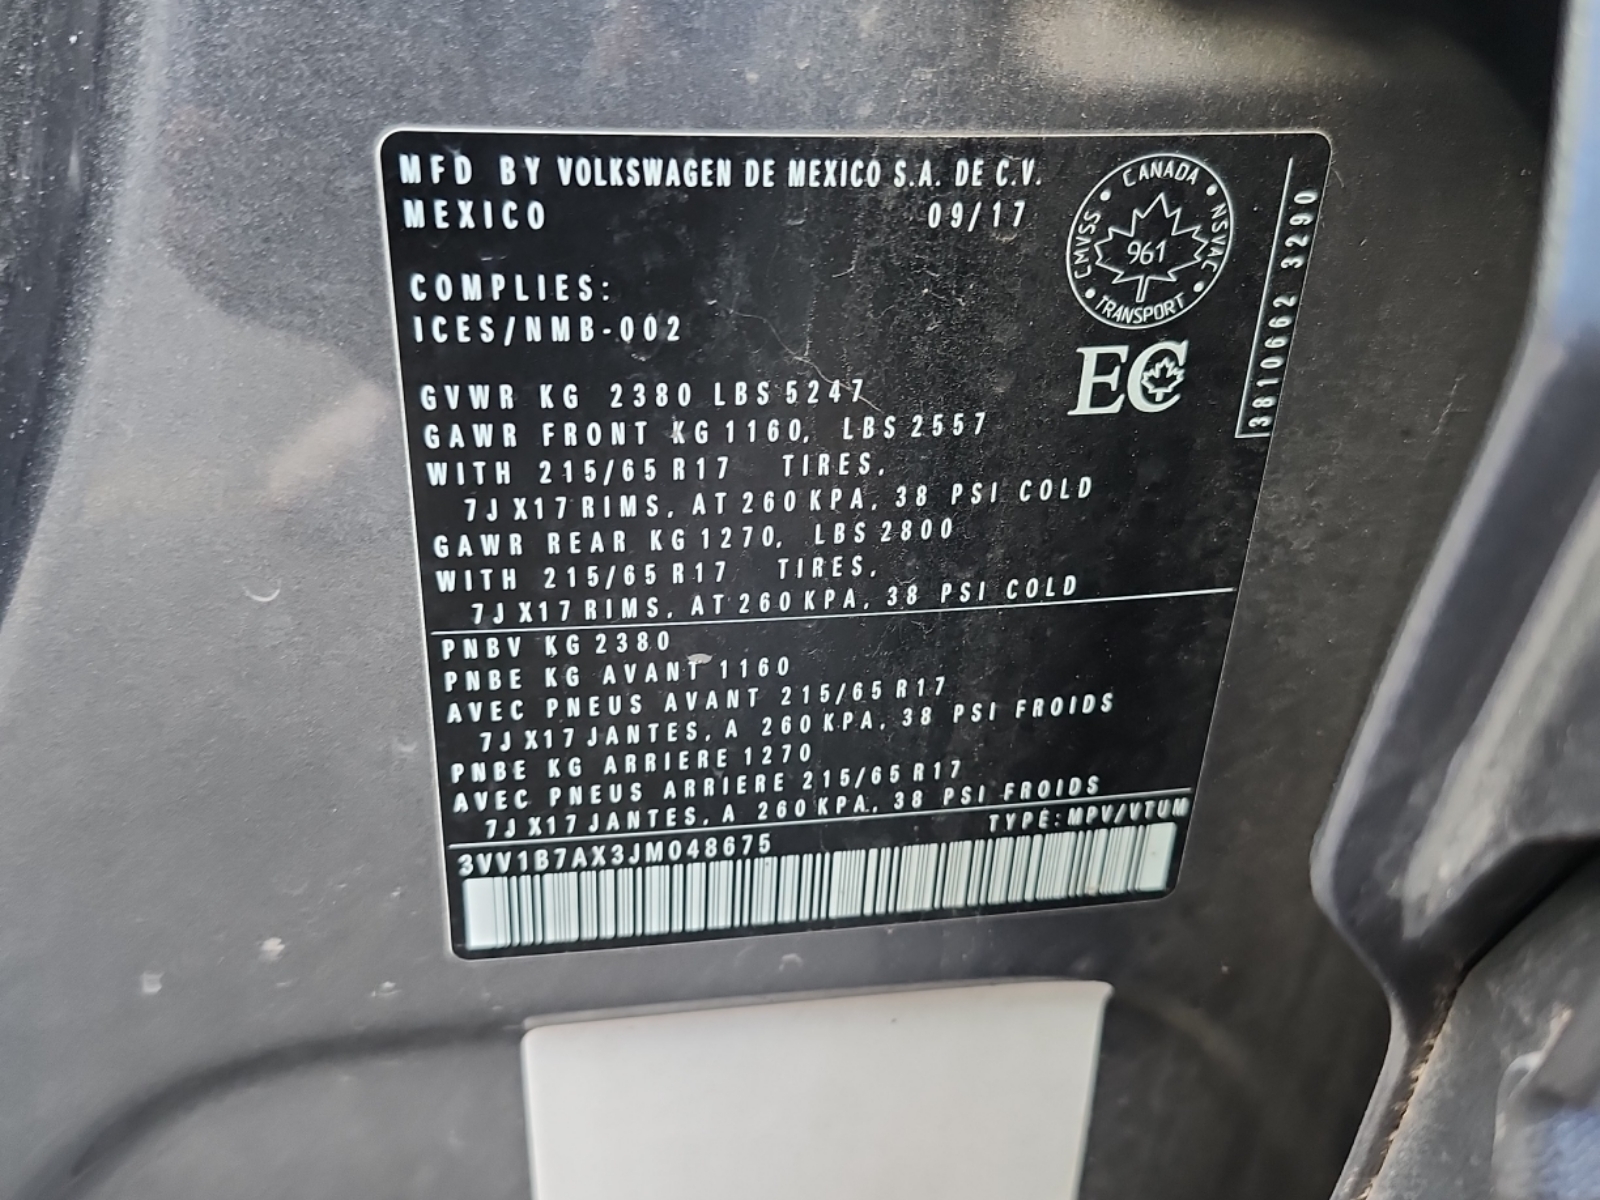 MFD BY VOLKSWAGEN DE MEXICO S.A. DE C.V.
MEXICO 09/17
CANADA
CMVSS
NSVAC
961
TRANSPORT
3810662 3290
COMPLIES:
ICES/NMB-002
EC
GVWR KG 2380 LBS 5247
GAWR FRONT KG 1160, LBS 2557
WITH 215/65 R17 TIRES,
7J X17 RIMS, AT 260 KPA, 38 PSI COLD
GAWR REAR KG 1270, LBS 2800
WITH 215/65 R17 TIRES,
7J X17 RIMS, AT 260 KPA, 38 PSI COLD
PNBV KG 2380
PNBE KG AVANT 1160
AVEC PNEUS AVANT 215/65 R17
7J X17 JANTES, A 260 KPA, 38 PSI FROIDS
PNBE KG ARRIERE 1270
AVEC PNEUS ARRIERE 215/65 R17
7J X17 JANTES, A 260 KPA, 38 PSI FROIDS
TYPE: MPV/VTUM
3VV1B7AX3JM048675